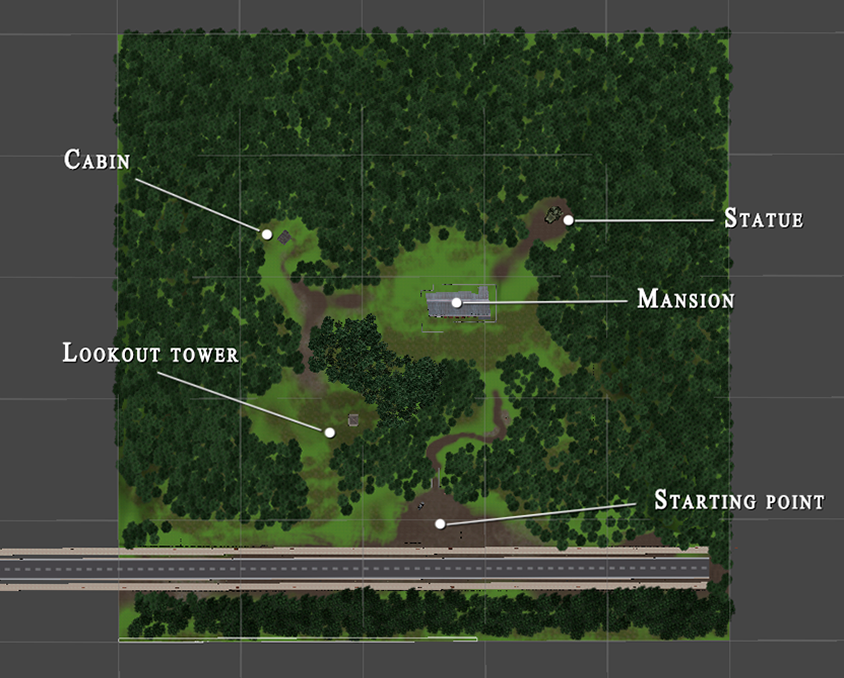 Cabin
Statue
Mansion
Lookout tower
Starting point